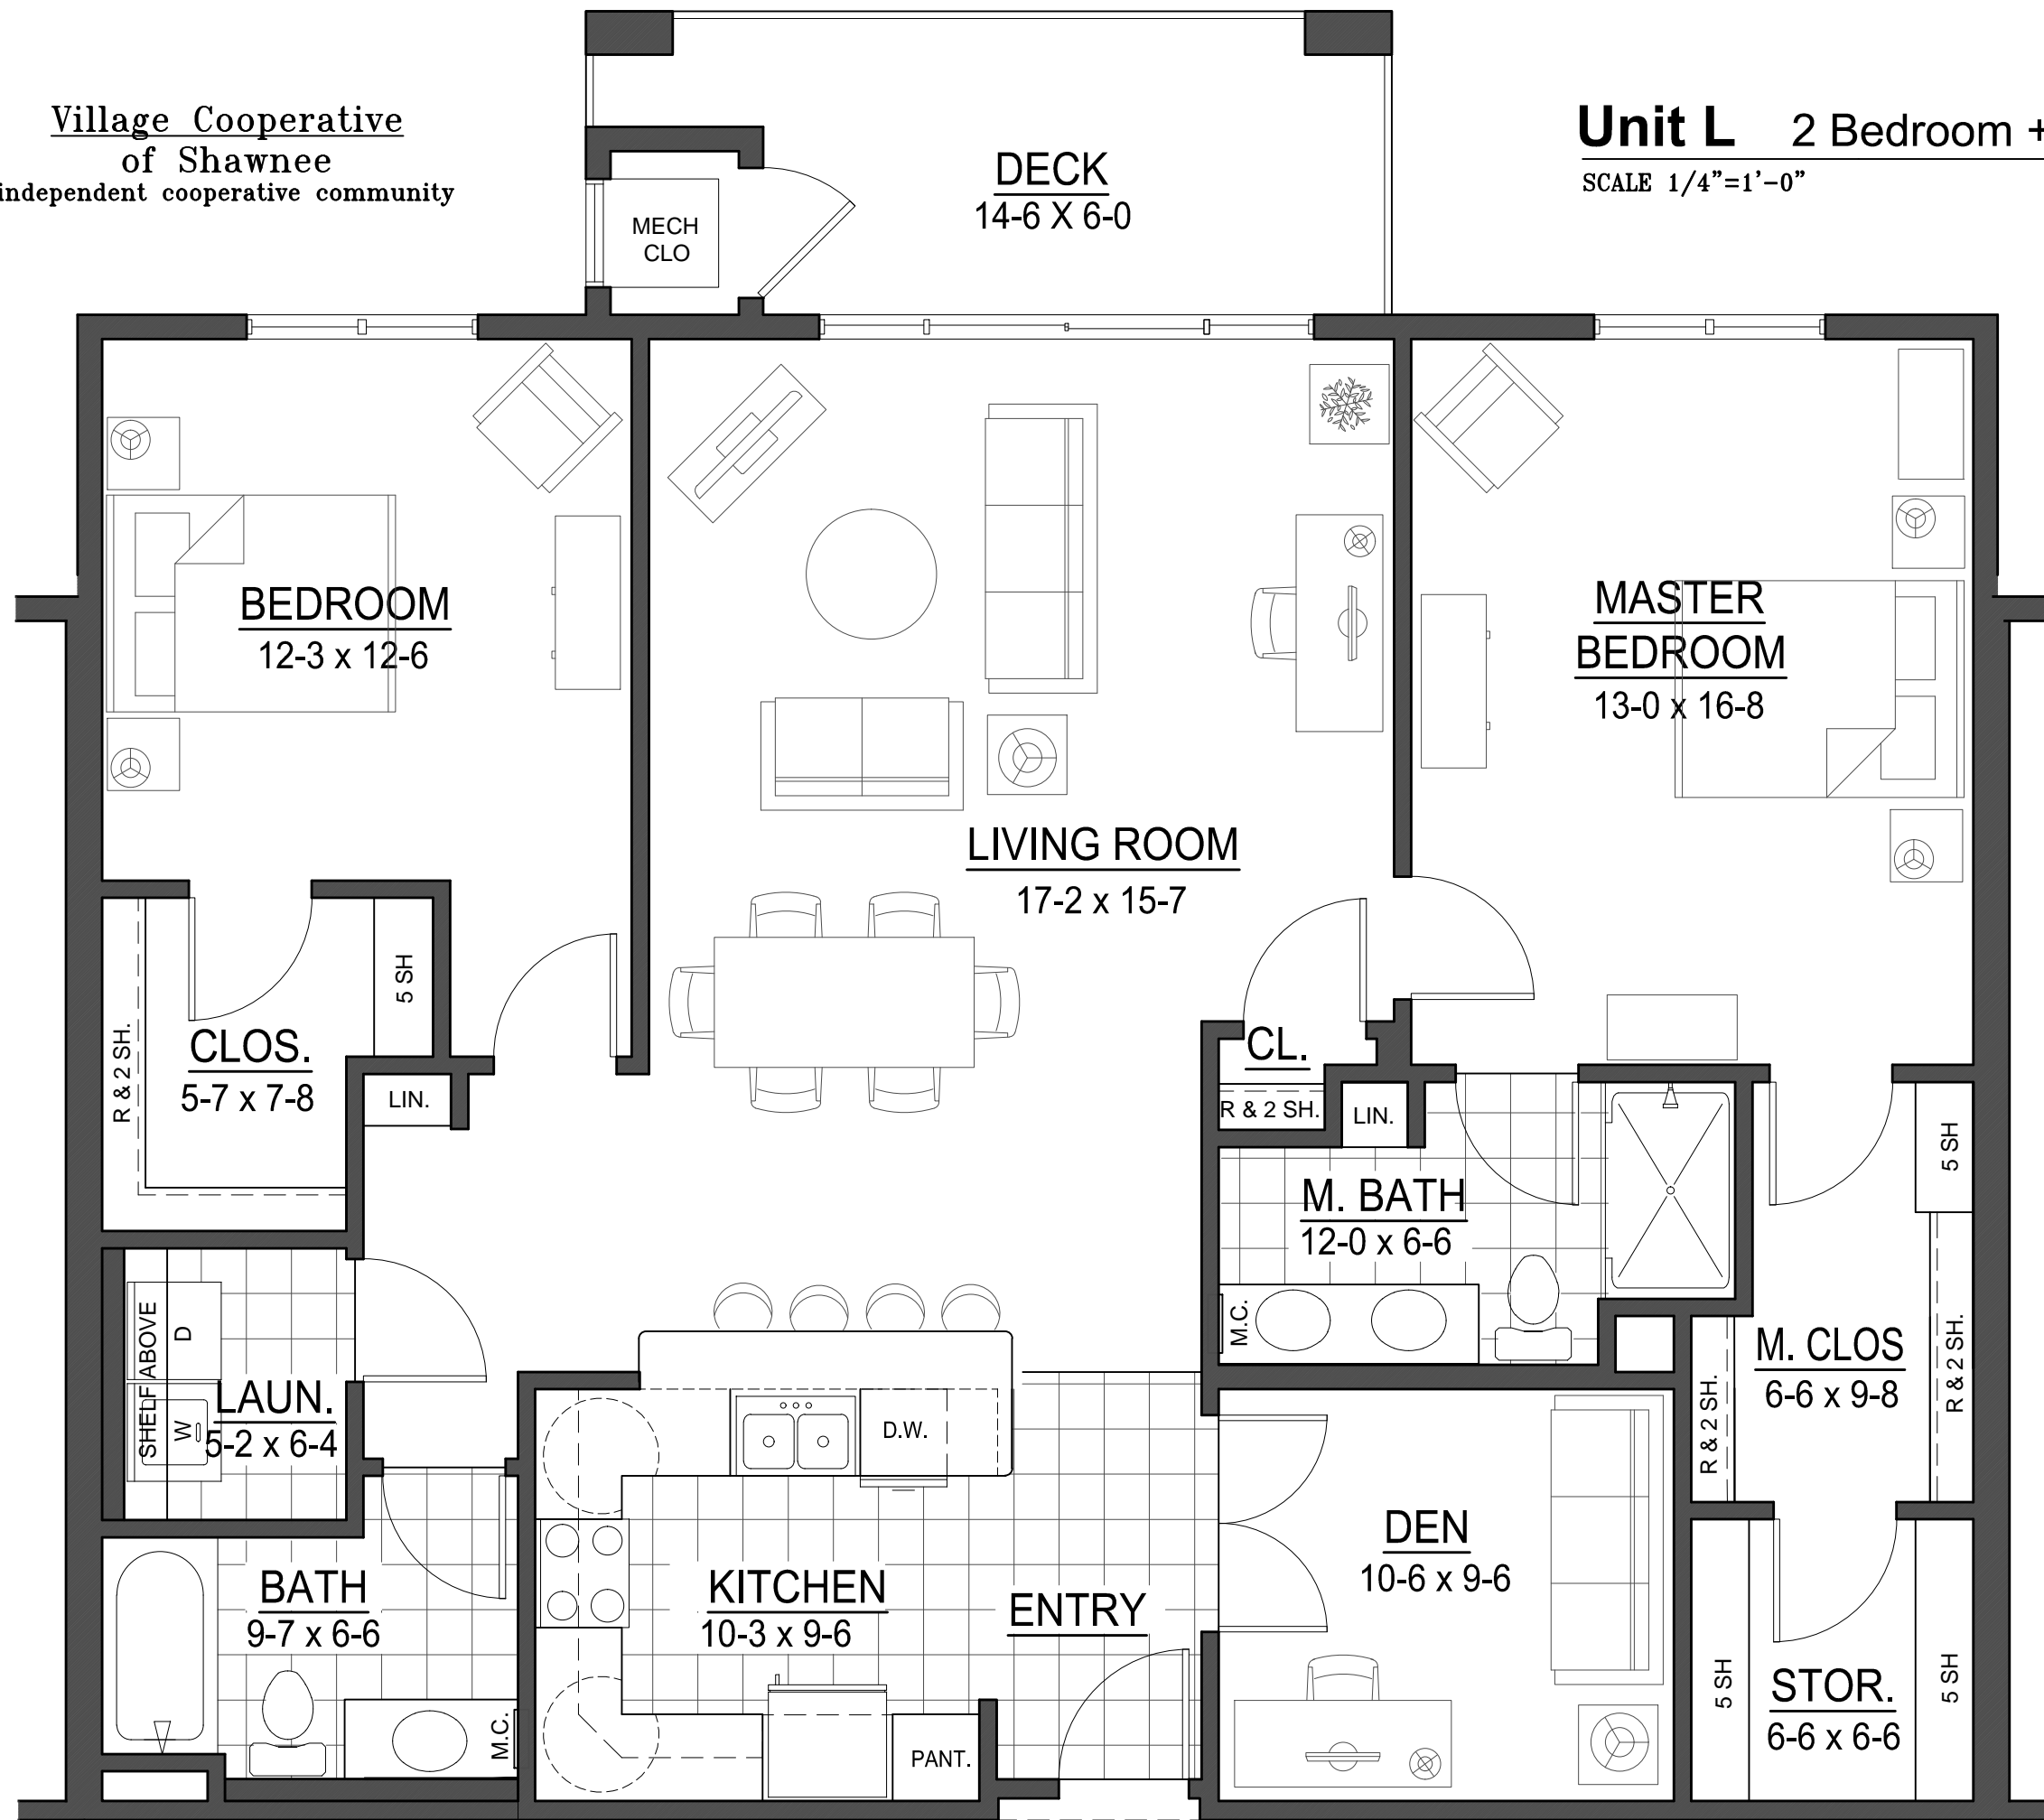 Village Cooperative
of Shawnee
independent cooperative community
Unit L 2 Bedroom +
SCALE 1/4"=1'-0"
DECK
14-6 X 6-0
MECH
CLO
BEDROOM
12-3 x 12-6
MASTER
BEDROOM
13-0 x 16-8
LIVING ROOM
17-2 x 15-7
5 SH
R & 2 SH.
CLOS.
5-7 x 7-8
LIN.
CL.
R & 2 SH.
LIN.
5 SH
M. BATH
12-0 x 6-6
M.C.
SHELF ABOVE
D
W
LAUN.
5-2 x 6-4
M. CLOS
6-6 x 9-8
R & 2 SH.
R & 2 SH.
D.W.
DEN
10-6 x 9-6
BATH
9-7 x 6-6
M.C.
KITCHEN
10-3 x 9-6
ENTRY
PANT.
5 SH
STOR.
6-6 x 6-6
5 SH